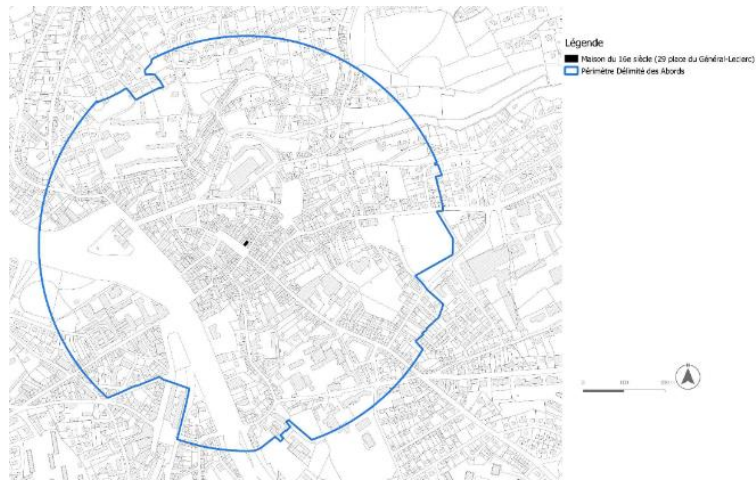 Légende
Maison du 16e siècle (29 place du Général-Leclerc)
Périmètre Délimité des Abords
N
0